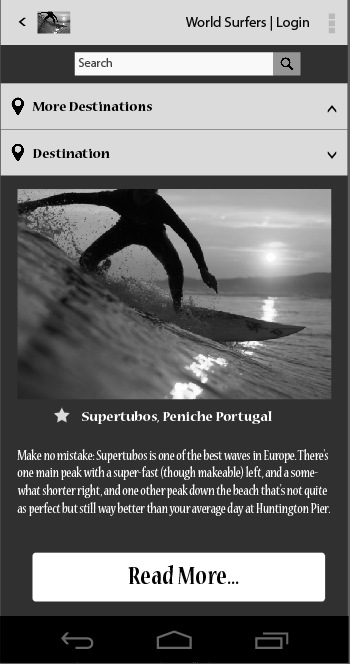 World Surfers | Login
Search
More Destinations
Destination
Supertubos, Peniche Portugal
Make no mistake: Supertubos is one of the best waves in Europe. There's
one main peak with a super-fast (though makeable) left, and a some-
what shorter right, and one other peak down the beach that's not quite
as perfect but still way better than your average day at Huntington Pier.
Read More...